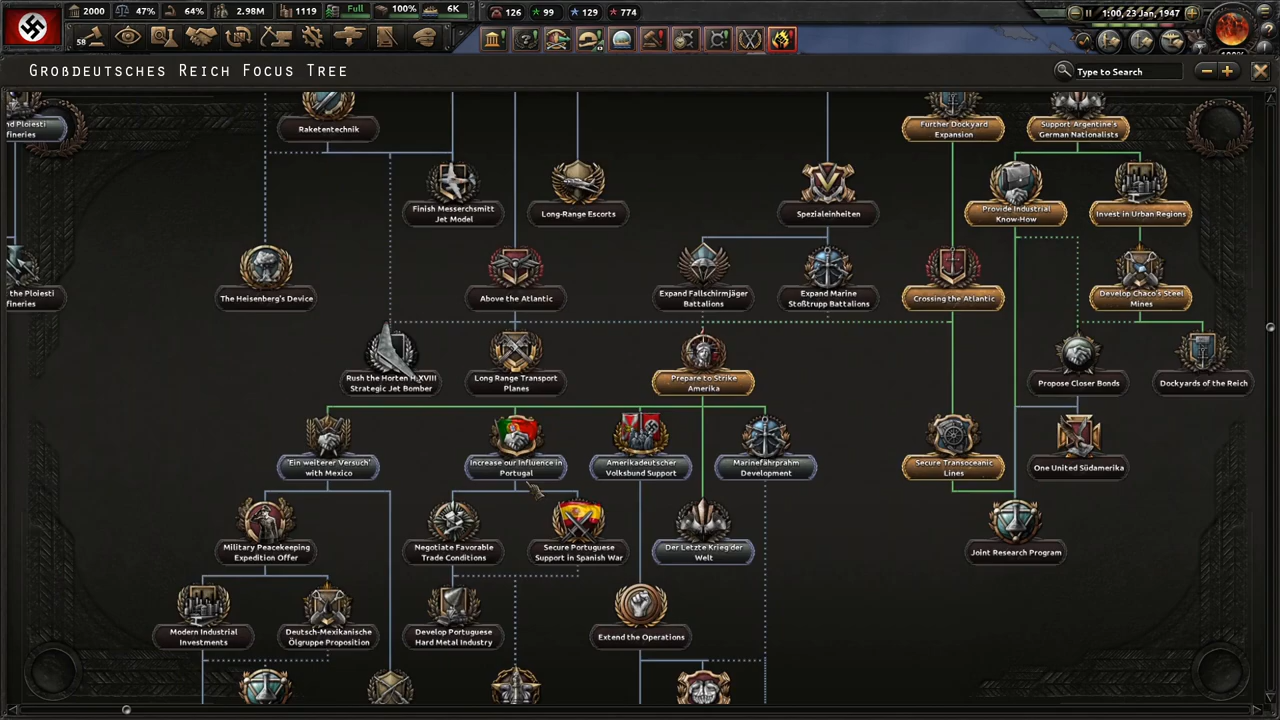 2000
47%
64%
2.98M
1119
Full
100%
6K
126
99
129
774
1:00, 23 Jan, 1947
58
100%
Großdeutsches Reich Focus Tree
Type to Search
nd Ploiesti
fineries
Raketentechnik
Further Dockyard
Expansion
Support Argentine's
German Nationalists
Finish Messerchsmitt
Jet Model
Long-Range Escorts
Spezialeinheiten
Provide Industrial
Know-How
Invest in Urban Regions
the Ploiesti
fineries
The Heisenberg's Device
Above the Atlantic
Expand Fallschirmjäger
Battalions
Expand Marine
Stoßtrupp Battalions
Crossing the Atlantic
Develop Chaco's Steel
Mines
Rush the Horten H.XVIII
Strategic Jet Bomber
Long Range Transport
Planes
Prepare to Strike
Amerika
Propose Closer Bonds
Dockyards of the Reich
'Ein weiterer Versuch'
with Mexico
Increase our Influence in
Portugal
Amerikadeutscher
Volksbund Support
Marinefährprahm
Development
Secure Transoceanic
Lines
One United Südamerika
Military Peacekeeping
Expedition Offer
Negotiate Favorable
Trade Conditions
Secure Portuguese
Support in Spanish War
Der Letzte Krieg der
Welt
Joint Research Program
Modern Industrial
Investments
Deutsch-Mexikanische
Ölgruppe Proposition
Develop Portuguese
Hard Metal Industry
Extend the Operations